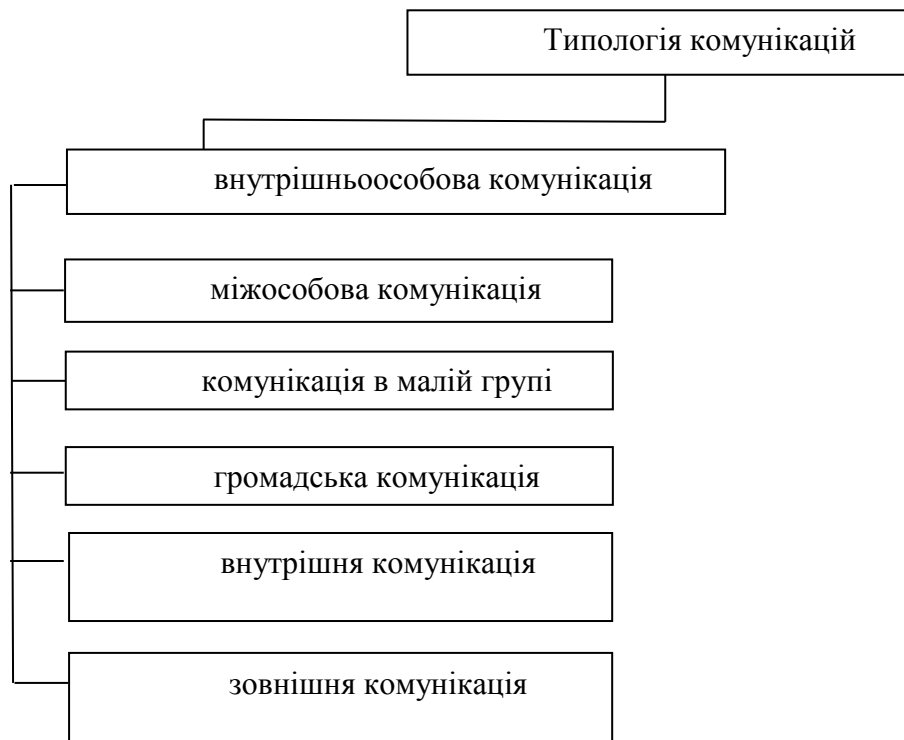 Типологія комунікацій
внутрішньоособова комунікація
міжособова комунікація
комунікація в малій групі
громадська комунікація
внутрішня комунікація
зовнішня комунікація